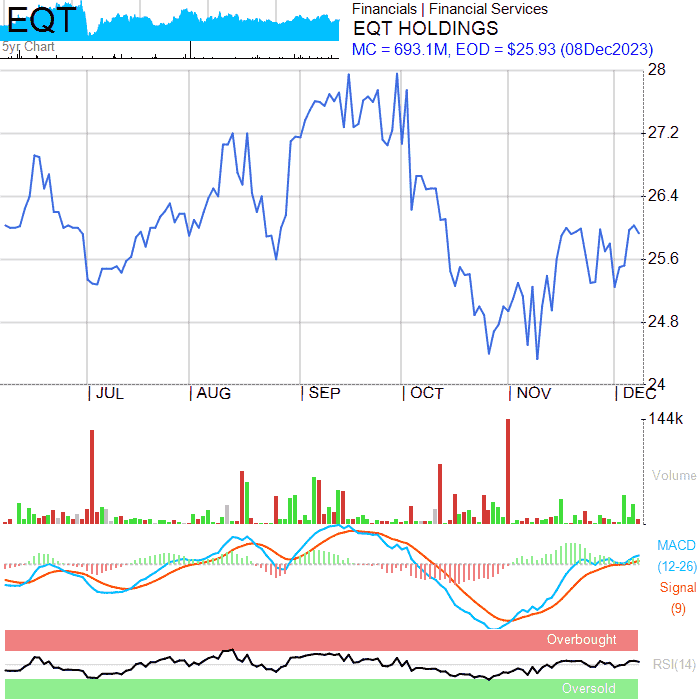 EQT
5yr Chart
Financials | Financial Services
EQT HOLDINGS
MC = 693.1M, EOD = $25.93 (08Dec2023)
28
27.2
26.4
25.6
24.8
24
JUL AUG SEP OCT NOV DEC
144k
Volume
MACD
(12-26)
Signal
(9)
Overbought
RSI(14)
Oversold